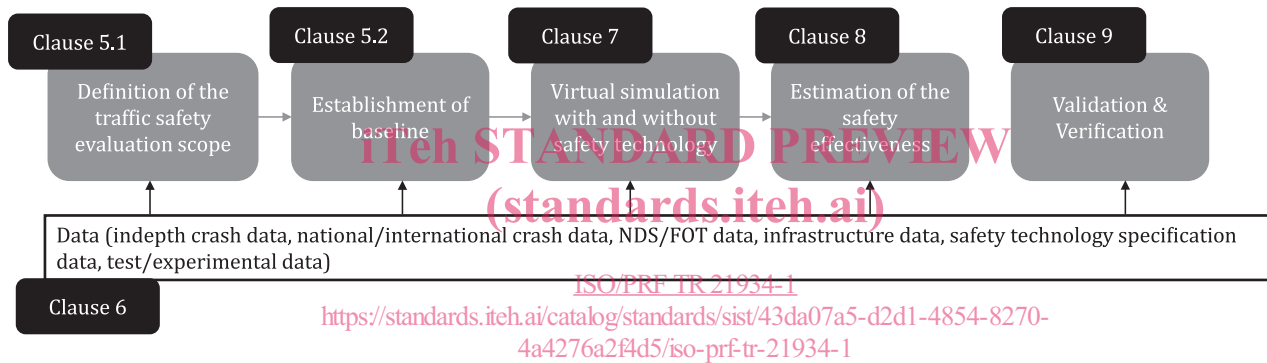 Clause 5.1
Definition of the
traffic safety
evaluation scope
Clause 5.2
Establishment of
baseline
Clause 7
Virtual simulation
with and without
safety technology
Clause 8
Estimation of the
safety
effectiveness
Clause 9
Validation &
Verification
iTeh STANDARD PREVIEW
(standards.iteh.ai)
Data (indepth crash data, national/international crash data, NDS/FOT data, infrastructure data, safety technology specification
data, test/experimental data)
Clause 6
ISO/PRF TR 21934-1
https://standards.iteh.ai/catalog/standards/sist/43da07a5-d2d1-4854-8270-
4a4276a2f4d5/iso-prf-tr-21934-1